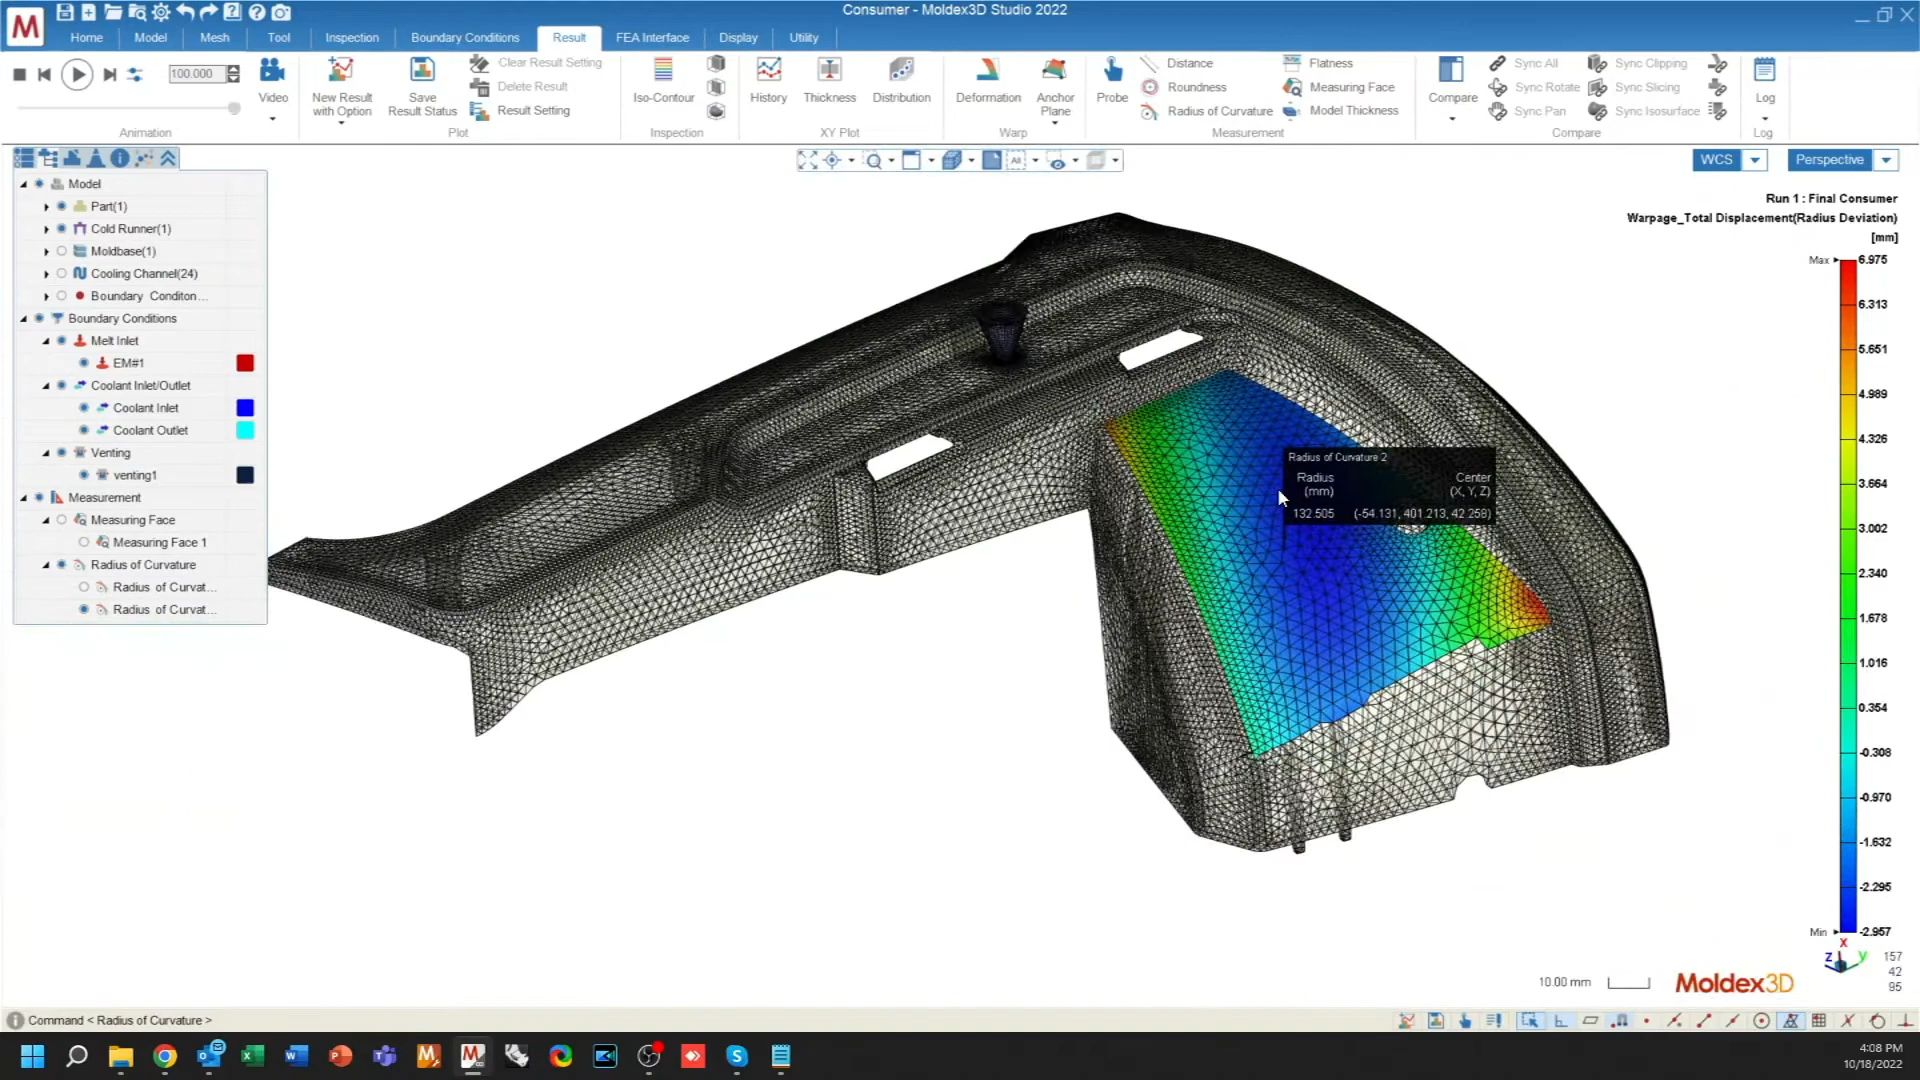 Consumer - Moldex3D Studio 2022
M
Home
Model
Mesh
Tool
Inspection
Boundary Conditions
Result
FEA Interface
Display
Utility
100.000
Video
Animation
New Result
with Option
Save
Result Status
Clear Result Setting
Delete Result
Result Setting
Plot
Iso-Contour
Inspection
History
Thickness
Distribution
XY Plot
Deformation
Anchor
Plane
Warp
Probe
Distance
Roundness
Radius of Curvature
Flatness
Measuring Face
Model Thickness
Measurement
Compare
Sync All
Sync Rotate
Sync Pan
Sync Clipping
Sync Slicing
Sync Isosurface
Compare
Log
Log
All
WCS
Perspective
Model
Part(1)
Cold Runner(1)
Moldbase(1)
Cooling Channel(24)
Boundary Conditon...
Boundary Conditions
Melt Inlet
EM#1
Coolant Inlet/Outlet
Coolant Inlet
Coolant Outlet
Venting
venting1
Measurement
Measuring Face
Measuring Face 1
Radius of Curvature
Radius of Curvat...
Radius of Curvat...
Run 1 : Final Consumer
Warpage_Total Displacement(Radius Deviation)
[mm]
Max
6.975
6.313
5.651
4.989
4.326
3.664
3.002
2.340
1.678
1.016
0.354
-0.308
-0.970
-1.632
-2.295
Min
-2.957
Radius of Curvature 2
Radius
(mm)
Center
(X, Y, Z)
132.505
(-54.131, 401.213, 42.258)
X
Z
Y
157
42
95
10.00 mm
Moldex3D
Command < Radius of Curvature >
4:08 PM
10/18/2022